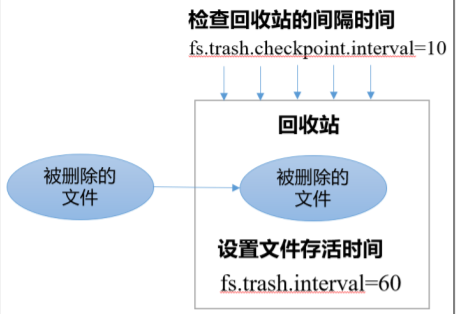 检查回收站的间隔时间
fs.trash.checkpoint.interval=10
回收站
被删除的
文件
被删除的
文件
设置文件存活时间
fs.trash.interval=60